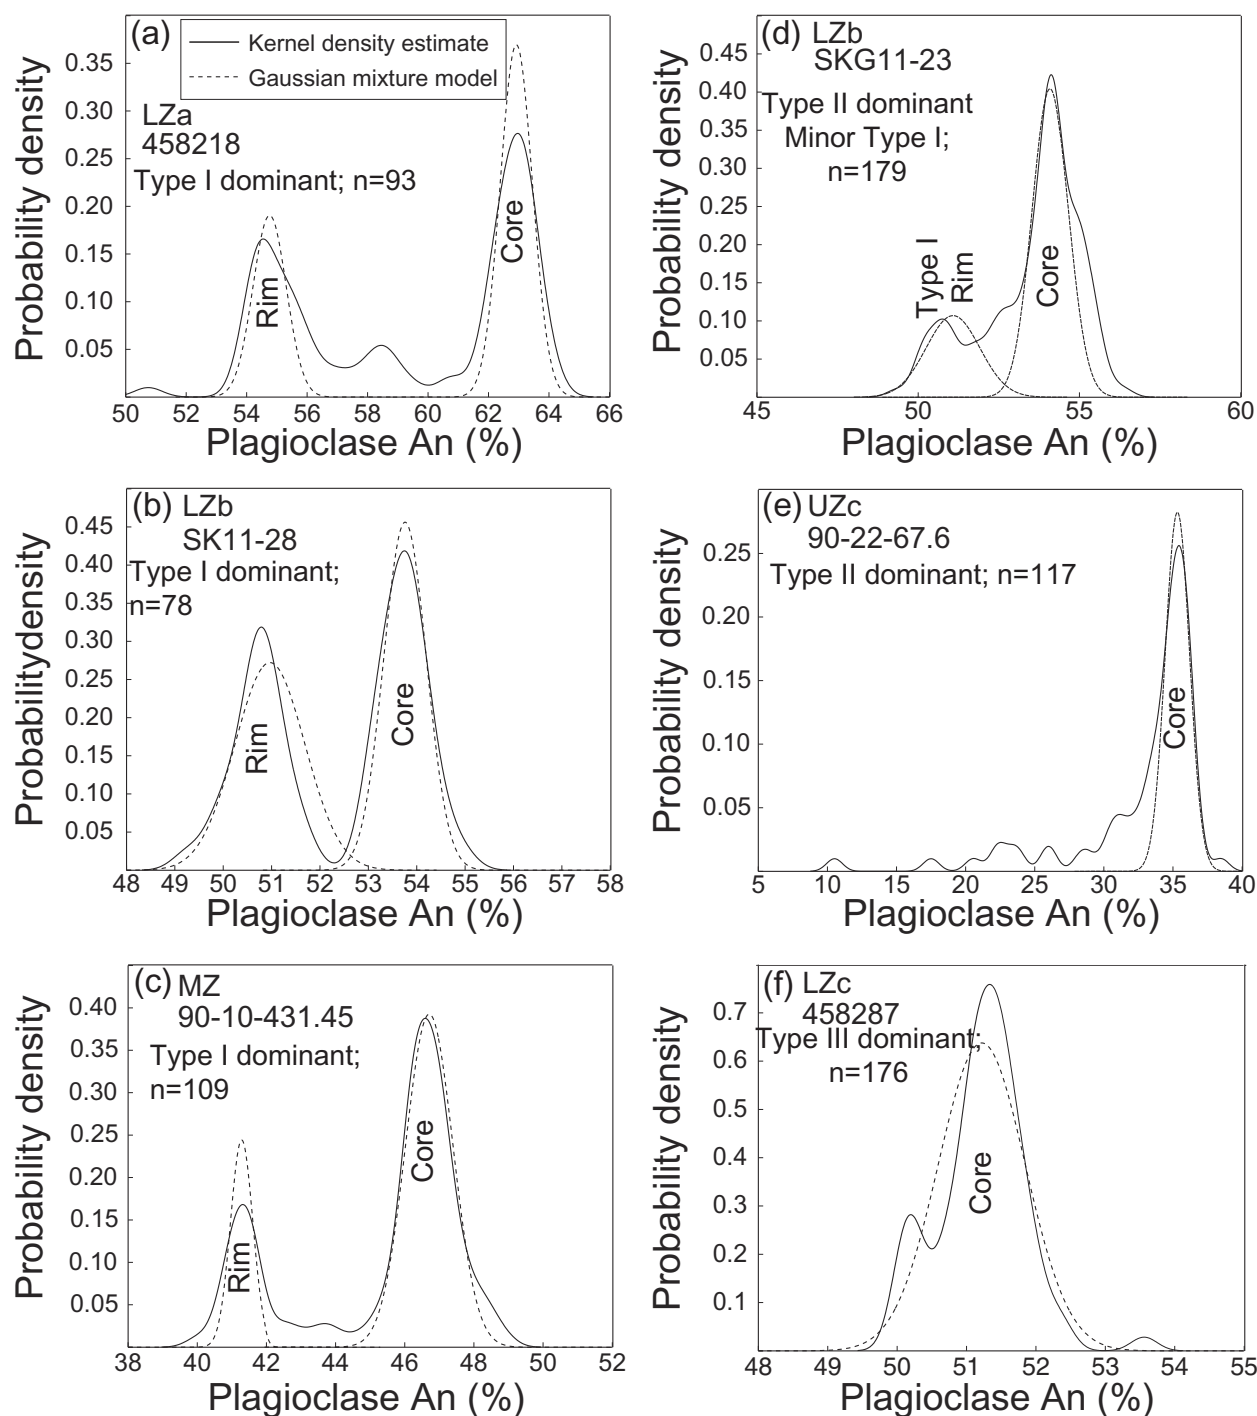 (a)
Kernel density estimate
Gaussian mixture model
LZa
458218
Type I dominant; n=93
Rim
Core
Probability density
0.35
0.30
0.25
0.20
0.15
0.10
0.05
50 52 54 56 58 60 62 64 66
Plagioclase An (%)
(b) LZb
SK11-28
Type I dominant;
n=78
Rim
Core
Probabilitydensity
0.45
0.40
0.35
0.30
0.25
0.20
0.15
0.10
0.05
48 49 50 51 52 53 54 55 56 57 58
Plagioclase An (%)
(c) MZ
90-10-431.45
Type I dominant;
n=109
Rim
Core
Probability density
0.40
0.35
0.30
0.25
0.20
0.15
0.10
0.05
38 40 42 44 46 48 50 52
Plagioclase An (%)
(d) LZb
SKG11-23
Type II dominant
Minor Type I;
n=179
Type I
Rim
Core
Probability density
0.45
0.40
0.35
0.30
0.25
0.20
0.15
0.10
0.05
45 50 55 60
Plagioclase An (%)
(e) UZc
90-22-67.6
Type II dominant; n=117
Core
Probability density
0.25
0.20
0.15
0.10
0.05
5 10 15 20 25 30 35 40
Plagioclase An (%)
(f) LZc
458287
Type III dominant;
n=176
Core
Probability density
0.7
0.6
0.5
0.4
0.3
0.2
0.1
48 49 50 51 52 53 54 55
Plagioclase An (%)